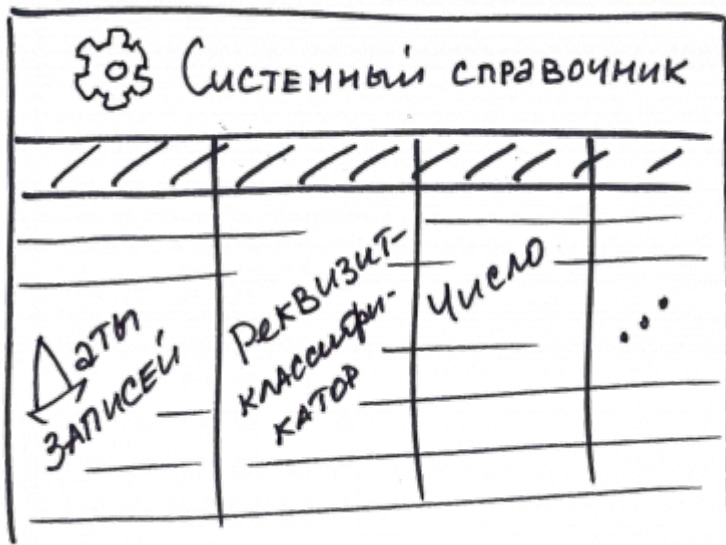 Системный справочник
Даты
записей
Реквизит-
классифи-
катор
Число
...